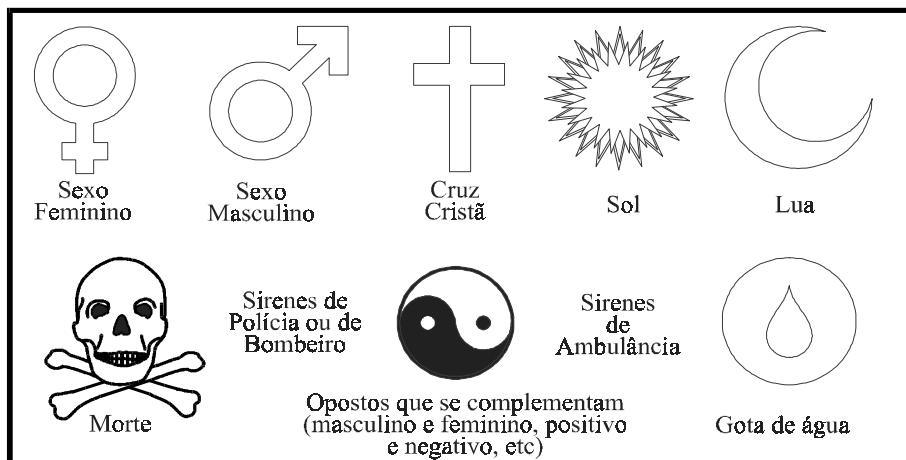 Sexo
Feminino
Sexo
Masculino
Cruz
Cristã
Sol
Lua
Morte
Sirenes de
Polícia ou de
Bombeiro
Opostos que se complementam
(masculino e feminino, positivo
e negativo, etc)
Sirenes
de
Ambulância
Gota de água